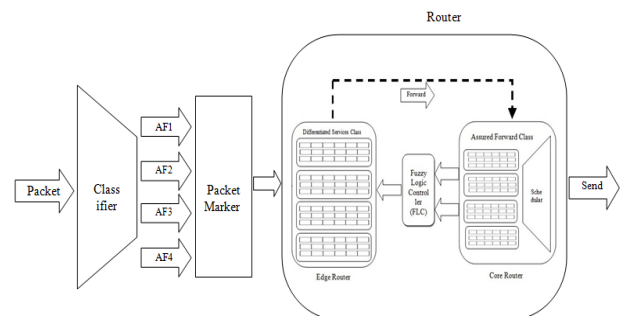 Router
Forward
Packet
Class
ifier
AF1
AF2
AF3
AF4
Packet
Marker
Differentiated Services Class
Edge Router
Fuzzy
Logic
Control
ler
(FLC)
Assured Forward Class
Sche
dular
Core Router
Send